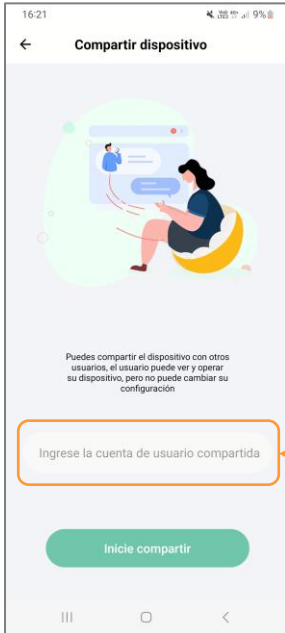 16:21
9%
Compartir dispositivo
Puedes compartir el dispositivo con otros
usuarios, el usuario puede ver y operar
su dispositivo, pero no puede cambiar su
configuración
Ingrese la cuenta de usuario compartida
Inicie compartir